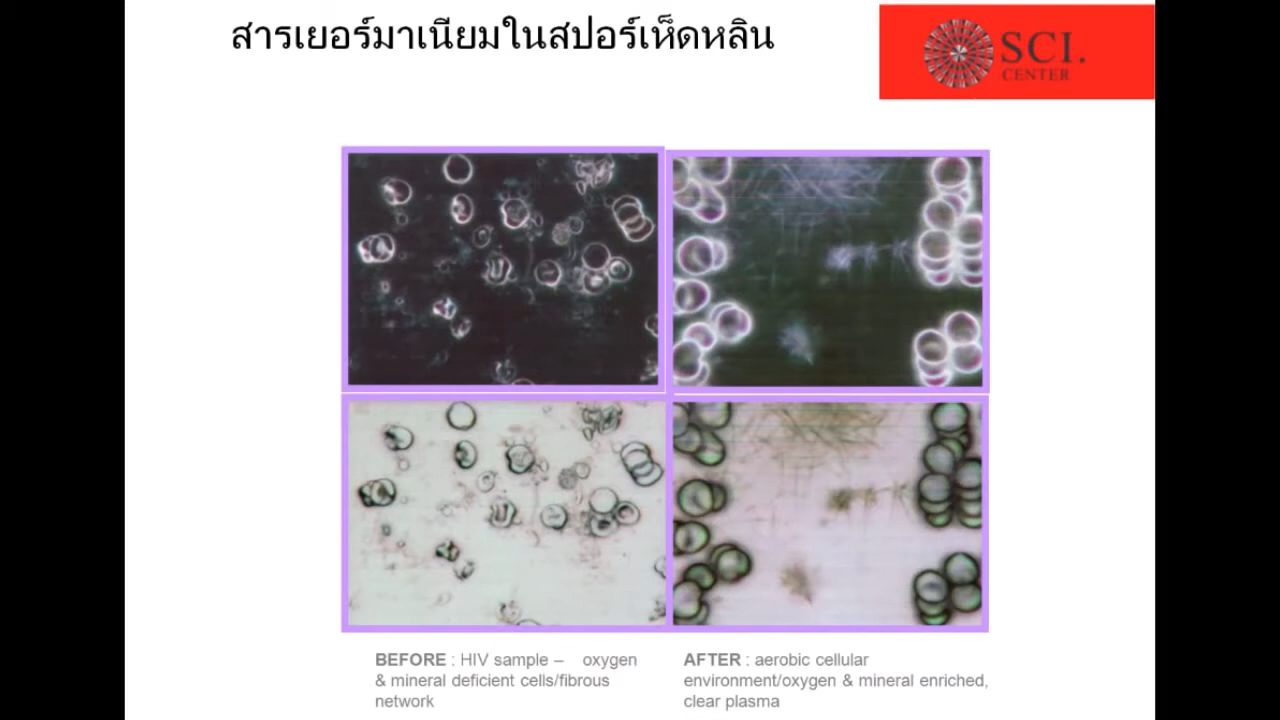 สารเยอร์มาเนียมในสปอร์เห็ดหลิน
SCI.
CENTER
BEFORE : HIV sample – oxygen
& mineral deficient cells/fibrous
network
AFTER : aerobic cellular
environment/oxygen & mineral enriched,
clear plasma